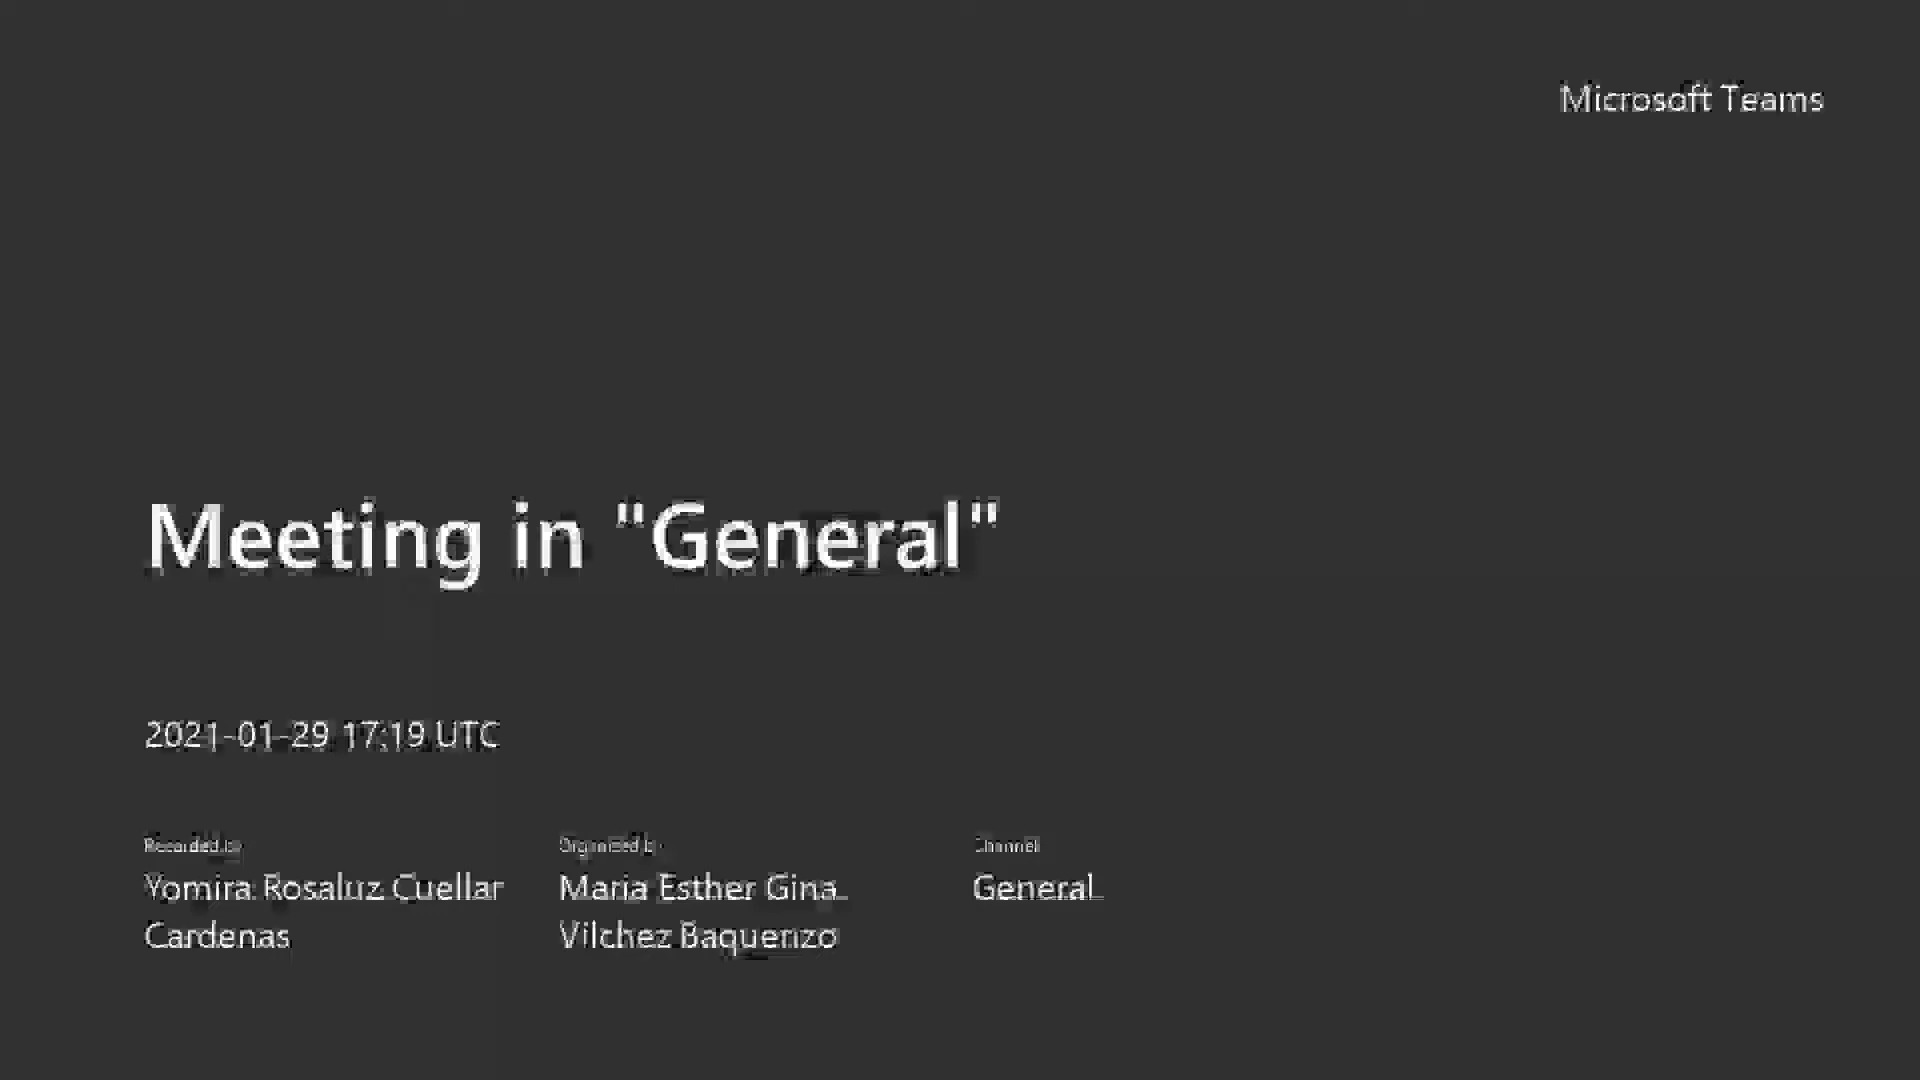 Microsoft Teams
Meeting in "General"
2021-01-29 17:19 UTC
Recorded by
Organized by
Channel
Yomira Rosaluz Cuellar
Cardenas
Maria Esther Gina
Vilchez Baquerizo
General